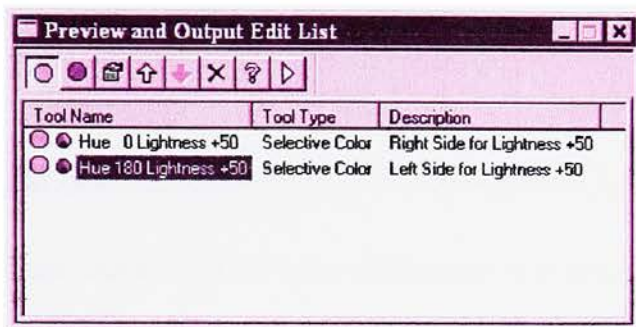 Preview and Output Edit List
Tool Name Tool Type Description
Hue 0 Lightness +50 Selective Color Right Side for Lightness +50
Hue 180 Lightness +50 Selective Color Left Side for Lightness +50